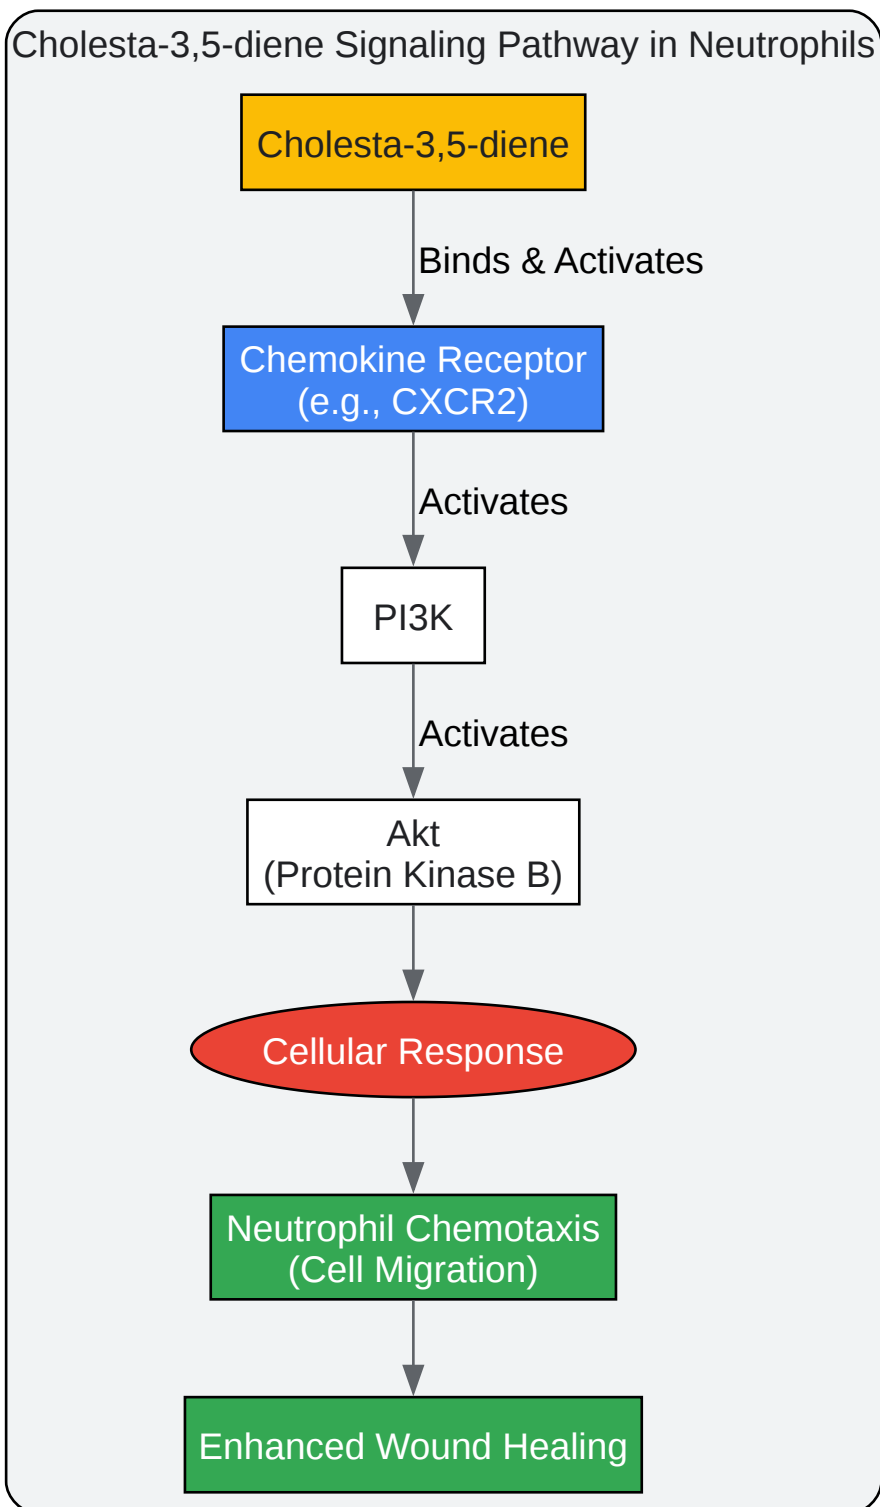 Cholesta-3,5-diene Signaling Pathway in Neutrophils
Cholesta-3,5-diene
Binds & Activates
Chemokine Receptor
(e.g., CXCR2)
Activates
PI3K
Activates
Akt
(Protein Kinase B)
Cellular Response
Neutrophil Chemotaxis
(Cell Migration)
Enhanced Wound Healing